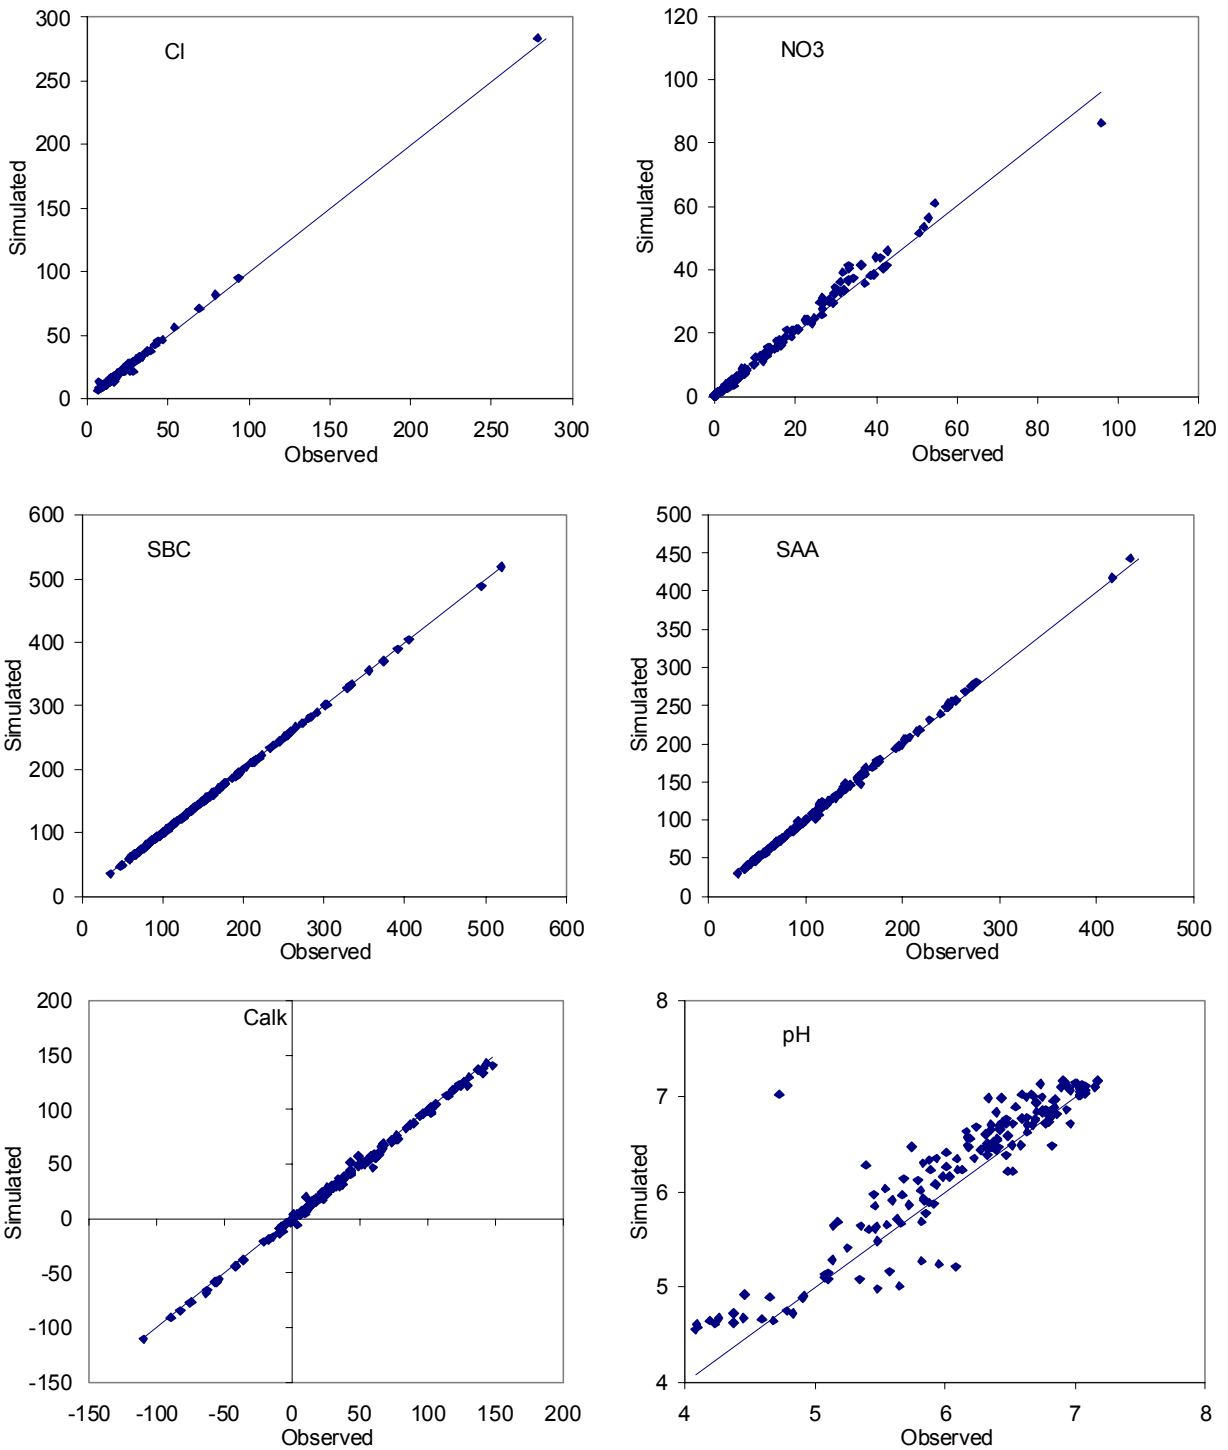 Cl
300
250
200
150
100
50
0
0 50 100 150 200 250 300
Observed
Simulated
NO3
120
100
80
60
40
20
0
0 20 40 60 80 100 120
Observed
Simulated
SBC
600
500
400
300
200
100
0
0 100 200 300 400 500 600
Observed
Simulated
SAA
500
450
400
350
300
250
200
150
100
50
0
0 100 200 300 400 500
Observed
Simulated
Calk
200
150
100
50
0
-50
-100
-150
-150 -100 -50 0 50 100 150 200
Observed
Simulated
pH
8
7
6
5
4
4 5 6 7 8
Observed
Simulated